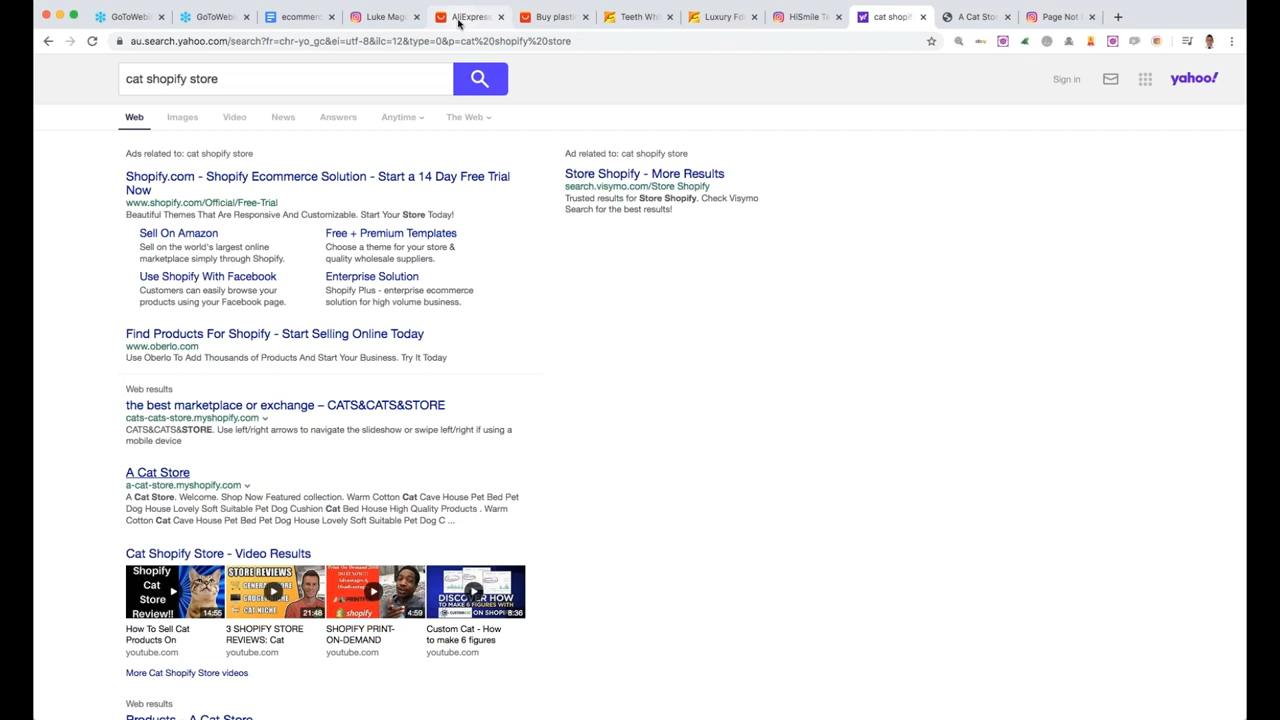 GoToWebi
GoToWebi
ecommerc
Luke Mag
AliExpress
Buy plasti
Teeth Whi
Luxury Fo
HiSmile Te
cat shopif
A Cat Stor
Page Not
au.search.yahoo.com/search?fr=chr-yo_gc&ei=utf-8&ilc=12&type=0&p=cat%20shopify%20store
cat shopify store
Sign in
yahoo!
Web Images Video News Answers Anytime The Web
Ads related to: cat shopify store
Shopify.com - Shopify Ecommerce Solution - Start a 14 Day Free Trial
Now
www.shopify.com/Official/Free-Trial
Beautiful Themes That Are Responsive And Customizable. Start Your Store Today!
Sell On Amazon
Sell on the world's largest online
marketplace simply through Shopify.
Free + Premium Templates
Choose a theme for your store &
quality wholesale suppliers.
Use Shopify With Facebook
Customers can easily browse your
products using your Facebook page.
Enterprise Solution
Shopify Plus - enterprise ecommerce
solution for high volume business.
Find Products For Shopify - Start Selling Online Today
www.oberlo.com
Use Oberlo To Add Thousands of Products And Start Your Business. Try It Today
Ad related to: cat shopify store
Store Shopify - More Results
search.visymo.com/Store Shopify
Trusted results for Store Shopify. Check Visymo
Search for the best results!
Web results
the best marketplace or exchange – CATS&CATS&STORE
cats-cats-store.myshopify.com
CATS&CATS&STORE. Use left/right arrows to navigate the slideshow or swipe left/right if using a
mobile device
A Cat Store
a-cat-store.myshopify.com
A Cat Store. Welcome. Shop Now Featured collection. Warm Cotton Cat Cave House Pet Bed Pet
Dog House Lovely Soft Suitable Pet Dog Cushion Cat Bed House High Quality Products . Warm
Cotton Cat Cave House Pet Bed Pet Dog House Lovely Soft Suitable Pet Dog C ...
Cat Shopify Store - Video Results
Shopify
Cat
Store
Review!!
14:55
How To Sell Cat
Products On
youtube.com
STORE REVIEWS:
CAT NICHE
21:48
3 SHOPIFY STORE
REVIEWS: Cat
youtube.com
shopify
4:59
SHOPIFY PRINT-
ON-DEMAND
youtube.com
DISCOVER HOW
TO MAKE 6 FIGURES WITH
ON SHOPI
8:36
Custom Cat - How
to make 6 figures
youtube.com
More Cat Shopify Store videos
Web results
Products – A Cat Store